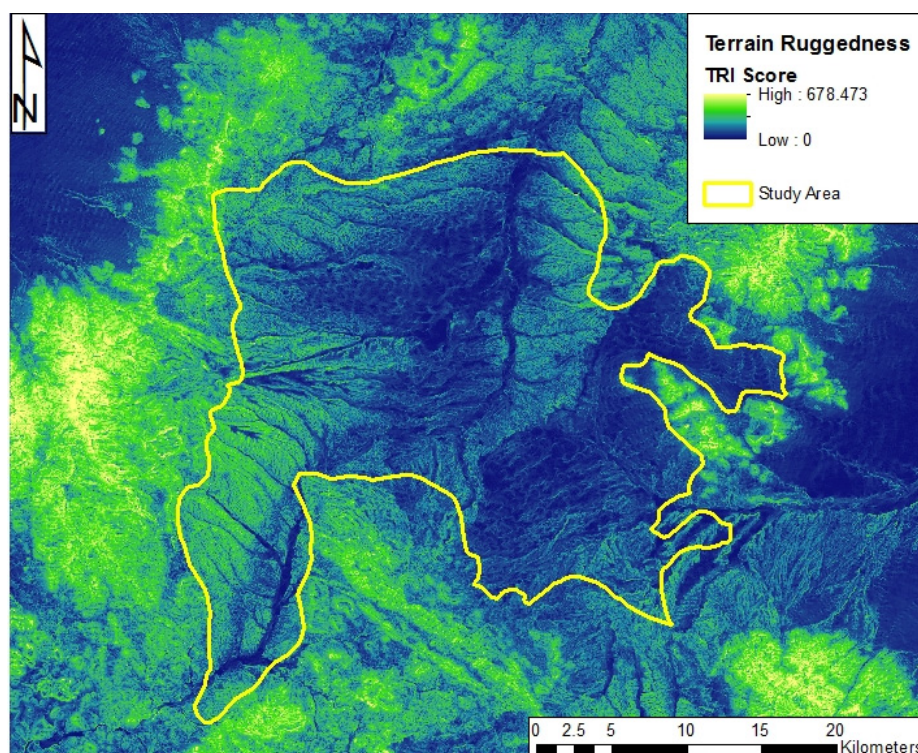 N
Terrain Ruggedness
TRI Score
High : 678.473
Low : 0
Study Area
0 2.5 5 10 15 20
Kilometers